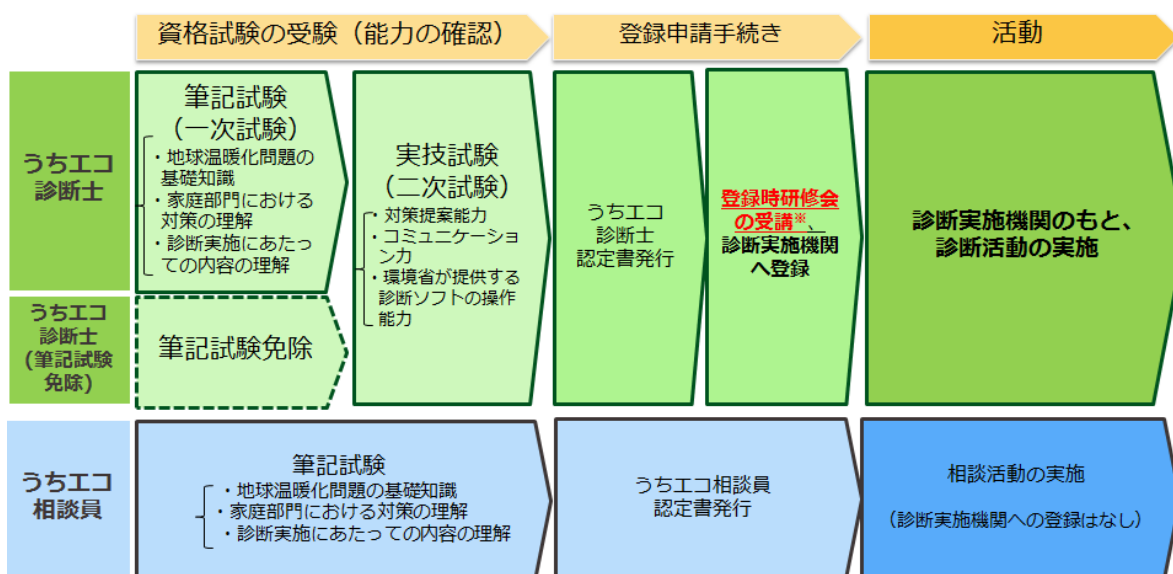 資格試験の受験（能力の確認）
登録申請手続き
活動
うちエコ
診断士
筆記試験
（一次試験）
・地球温暖化問題の
基礎知識
・家庭部門における
対策の理解
・診断実施にあたっ
ての内容の理解
実技試験
（二次試験）
・対策提案能力
・コミュニケーショ
ン力
・環境省が提供する
診断ソフトの操作
能力
うちエコ
診断士
認定書発行
登録時研修会
の受講※、
診断実施機関
へ登録
診断実施機関のもと、
診断活動の実施
うちエコ
診断士
(筆記試験
免除)
筆記試験免除
うちエコ
相談員
筆記試験
・地球温暖化問題の基礎知識
・家庭部門における対策の理解
・診断実施にあたっての内容の理解
うちエコ相談員
認定書発行
相談活動の実施
（診断実施機関への登録はなし）